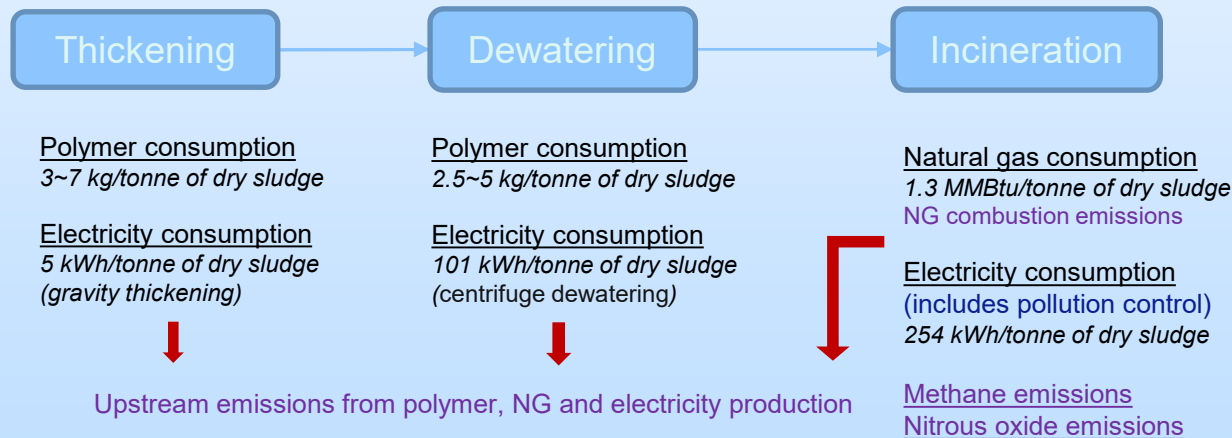 Thickening
Dewatering
Incineration
Polymer consumption
3~7 kg/tonne of dry sludge
Electricity consumption
5 kWh/tonne of dry sludge
(gravity thickening)
Polymer consumption
2.5~5 kg/tonne of dry sludge
Electricity consumption
101 kWh/tonne of dry sludge
(centrifuge dewatering)
Natural gas consumption
1.3 MMBtu/tonne of dry sludge
NG combustion emissions
Electricity consumption
(includes pollution control)
254 kWh/tonne of dry sludge
Methane emissions
Nitrous oxide emissions
Upstream emissions from polymer, NG and electricity production